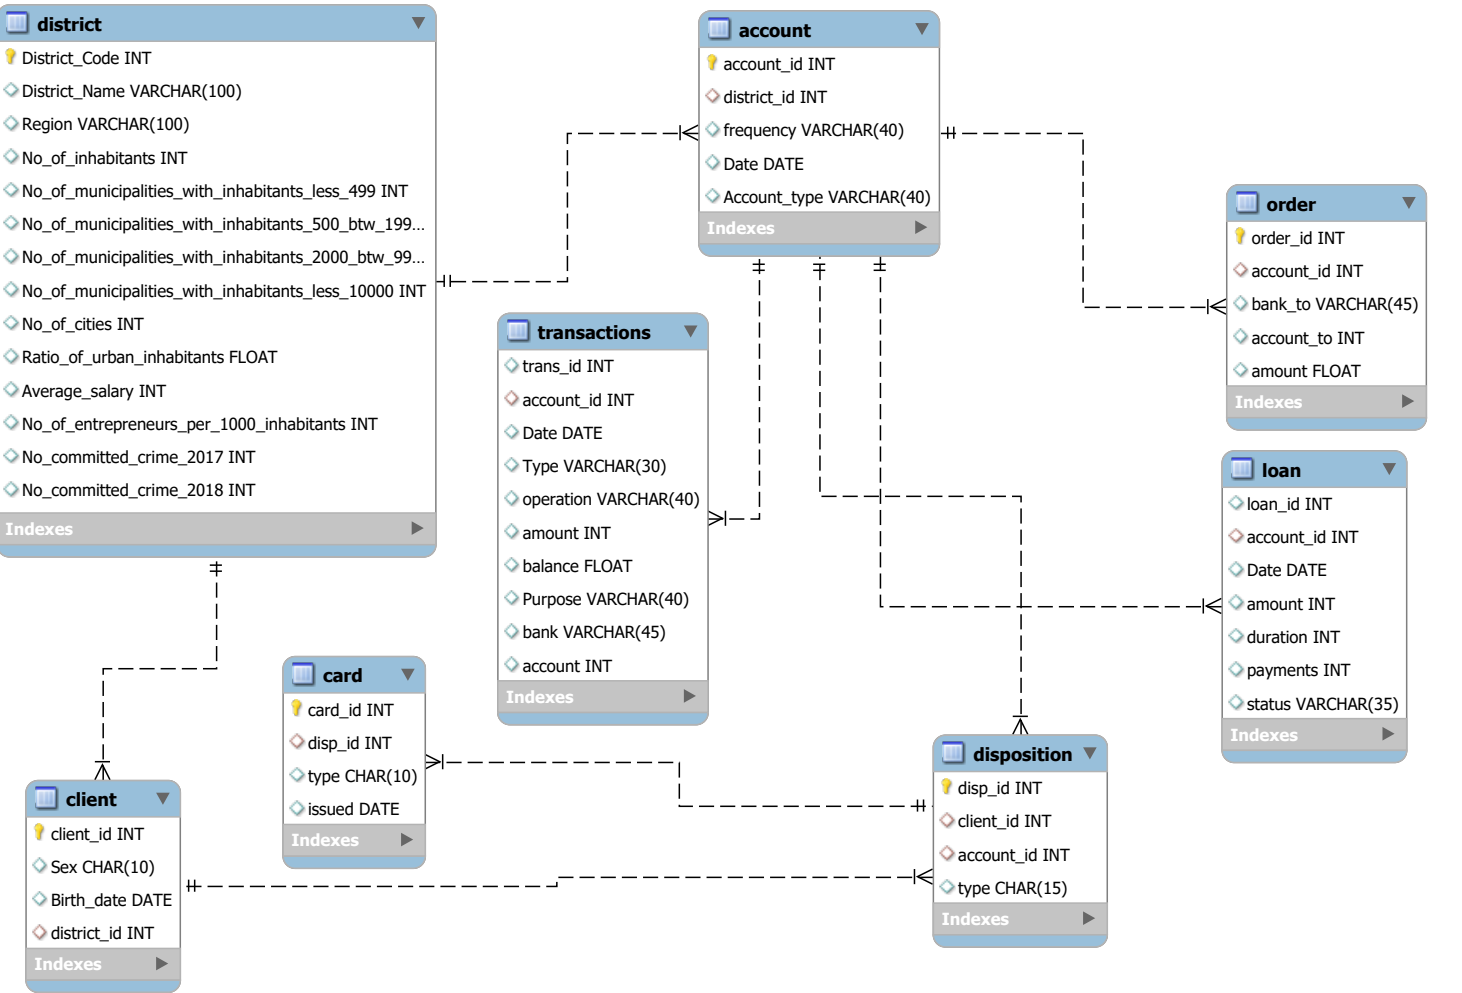 district
District_Code INT
District_Name VARCHAR(100)
Region VARCHAR(100)
No_of_inhabitants INT
No_of_municipalities_with_inhabitants_less_499 INT
No_of_municipalities_with_inhabitants_500_btw_199...
No_of_municipalities_with_inhabitants_2000_btw_99...
No_of_municipalities_with_inhabitants_less_10000 INT
No_of_cities INT
Ratio_of_urban_inhabitants FLOAT
Average_salary INT
No_of_entrepreneurs_per_1000_inhabitants INT
No_committed_crime_2017 INT
No_committed_crime_2018 INT
Indexes
account
account_id INT
district_id INT
frequency VARCHAR(40)
Date DATE
Account_type VARCHAR(40)
Indexes
order
order_id INT
account_id INT
bank_to VARCHAR(45)
account_to INT
amount FLOAT
Indexes
transactions
trans_id INT
account_id INT
Date DATE
Type VARCHAR(30)
operation VARCHAR(40)
amount INT
balance FLOAT
Purpose VARCHAR(40)
bank VARCHAR(45)
account INT
Indexes
loan
loan_id INT
account_id INT
Date DATE
amount INT
duration INT
payments INT
status VARCHAR(35)
Indexes
card
card_id INT
disp_id INT
type CHAR(10)
issued DATE
Indexes
disposition
disp_id INT
client_id INT
account_id INT
type CHAR(15)
Indexes
client
client_id INT
Sex CHAR(10)
Birth_date DATE
district_id INT
Indexes